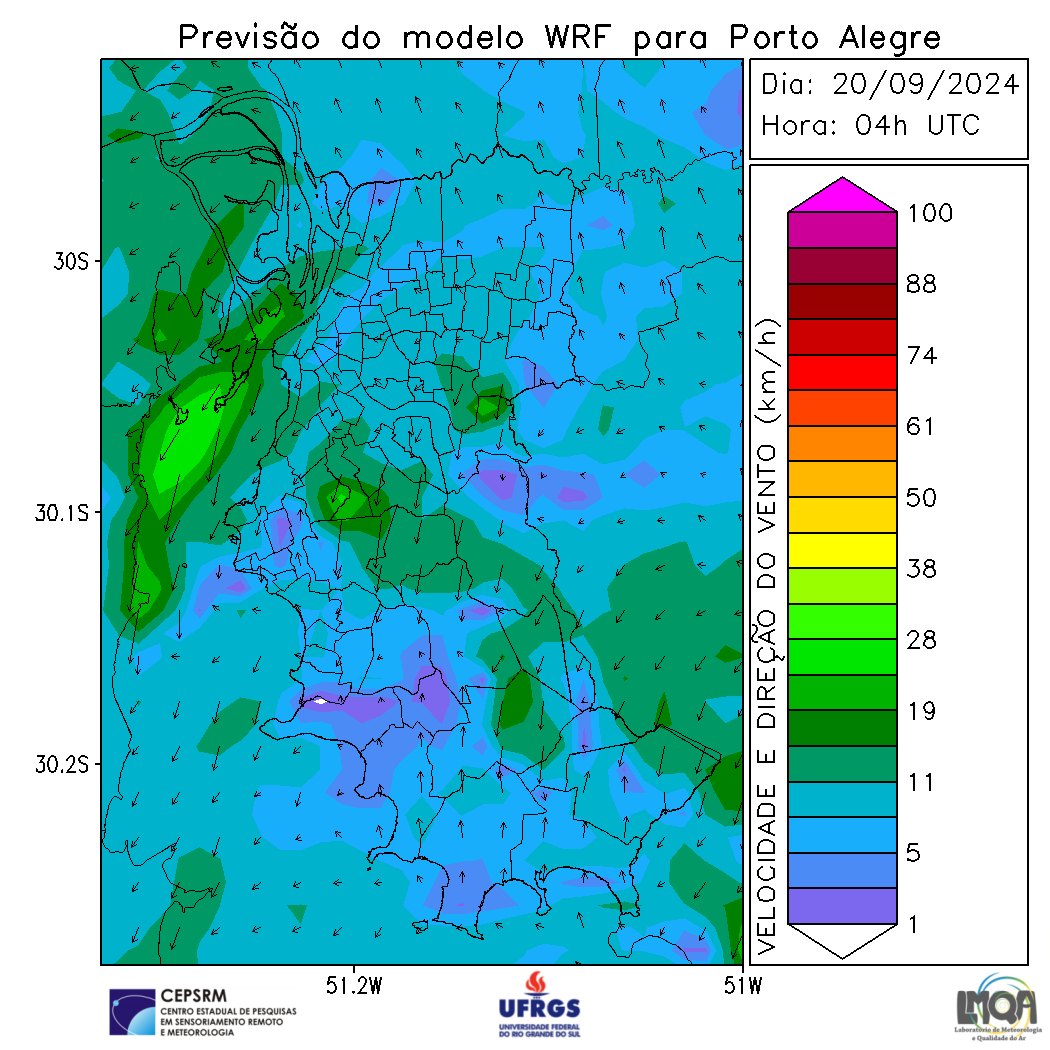 Previsão do modelo WRF para Porto Alegre
Dia: 20/09/2024
Hora: 04h UTC
30S
30.1S
30.2S
51.2W
51W
VELOCIDADE E DIREÇÃO DO VENTO (km/h)
100
88
74
61
50
38
28
19
11
5
1
CEPSRM
CENTRO ESTADUAL DE PESQUISAS
EM SENSORIAMENTO REMOTO
E METEOROLOGIA
UFRGS
UNIVERSIDADE FEDERAL
DO RIO GRANDE DO SUL
LMQA
Laboratório de Meteorologia
e Qualidade do Ar